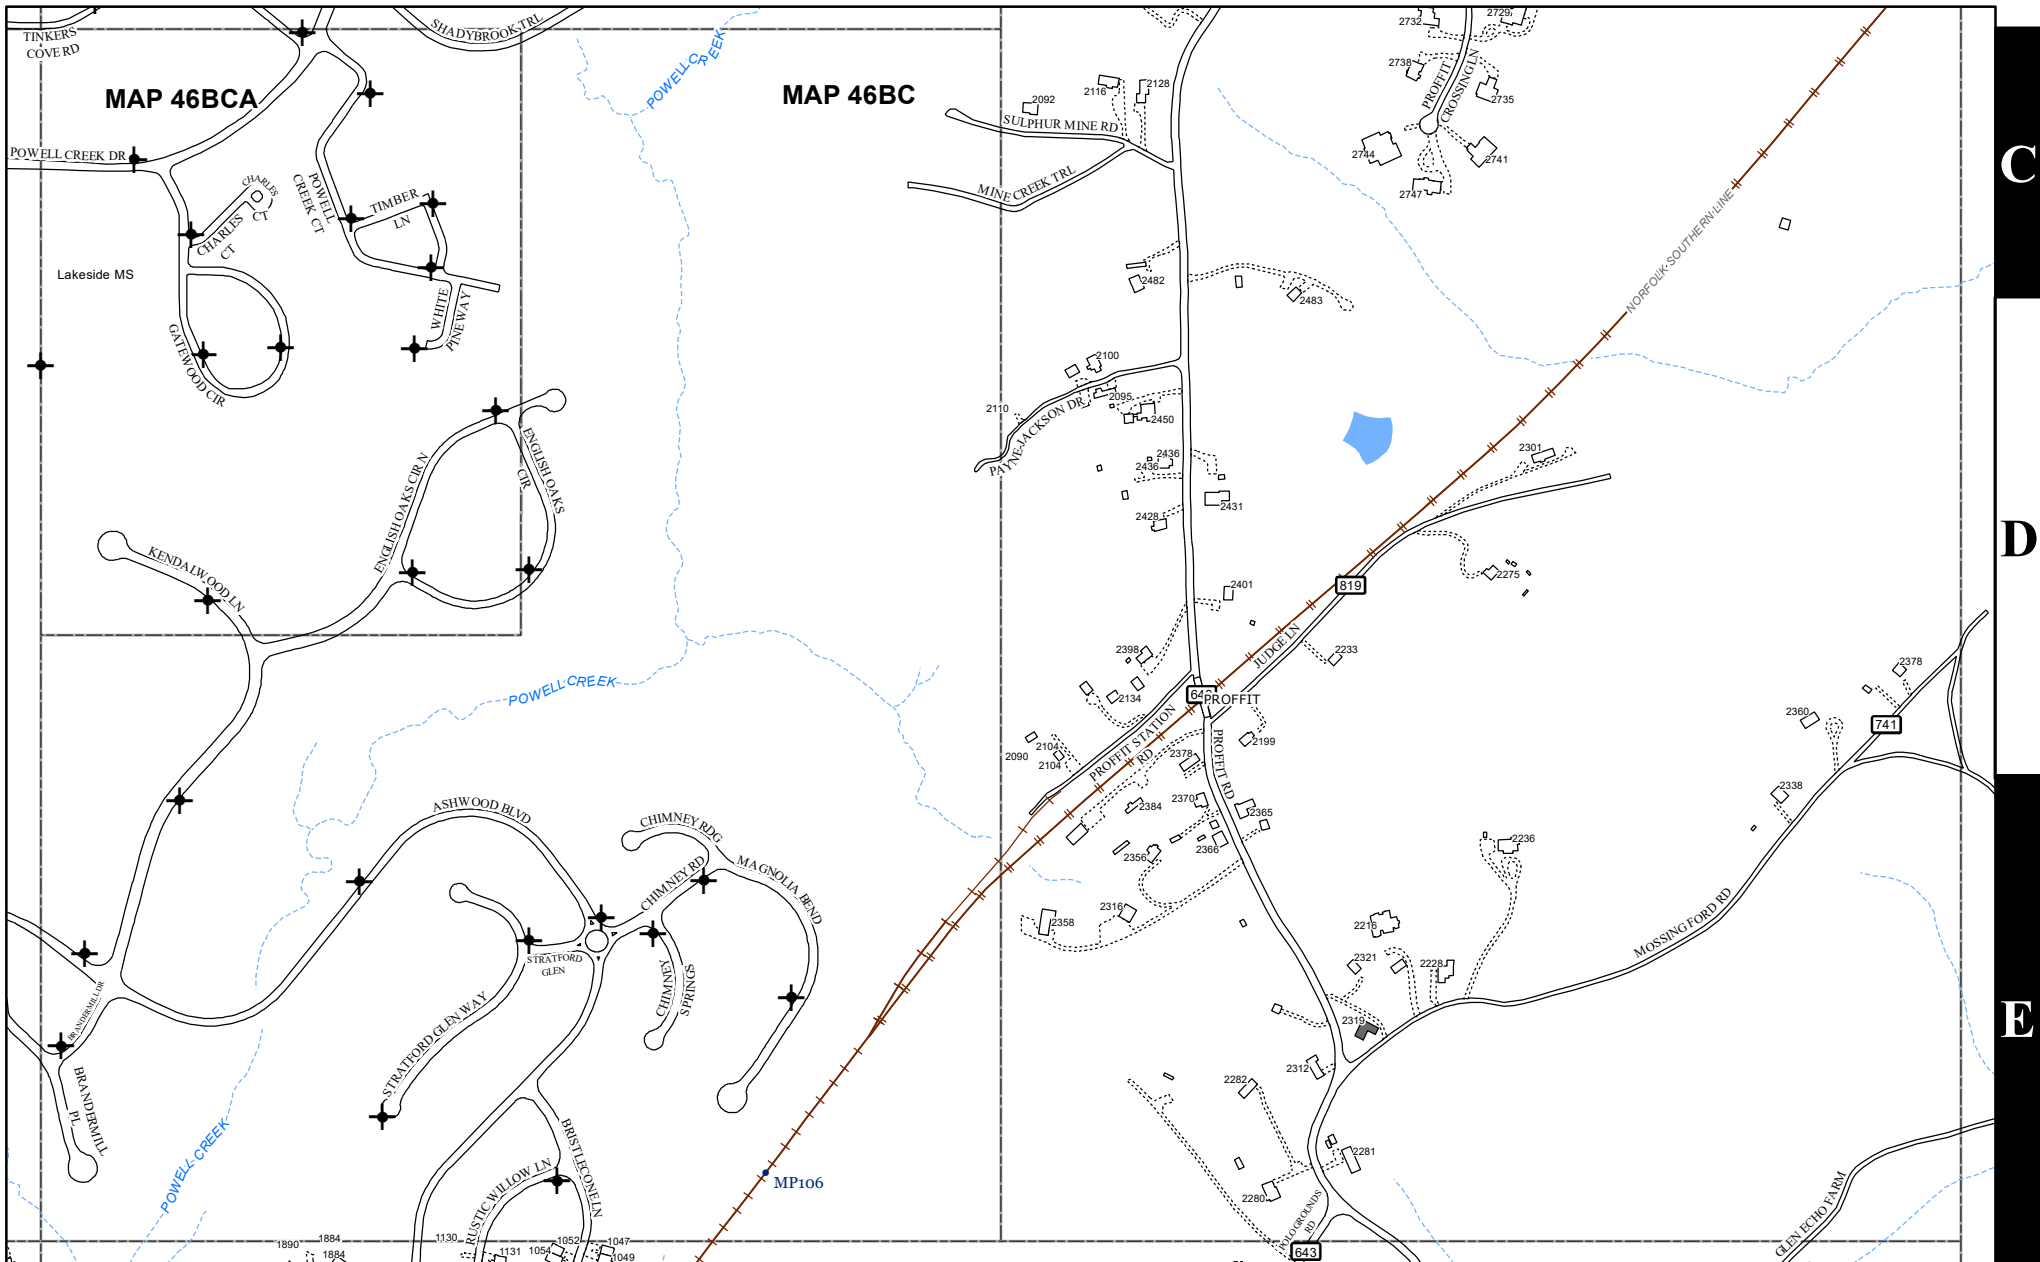 TINKERS
COVE RD
SHADYBROOK TRL
POWELL CREEK
MAP 46BCA
MAP 46BC
2732
2729
2738
PROFFIT
CROSSING LN
2735
2744
2741
2747
2092
2116
2128
SULPHUR MINE RD
MINE CREEK TRL
C
POWELL CREEK DR
CHARLES
CT
CHARLES
CT
POWELL
CREEK CT
TIMBER
LN
Lakeside MS
WHITE
PINE WAY
GATEWOOD CIR
2482
2483
NORFOLK SOUTHERN LINE
2100
2095
2110
2450
PAYNE JACKSON DR
2436
2436
2431
2428
2301
ENGLISH OAKS CIR N
ENGLISH OAKS
CIR
KENDALWOOD LN
D
2275
819
2401
JUDGE LN
2233
2398
2134
PROFFIT
2378
2360
741
POWELL CREEK
2090
2104
2104
PROFFIT STATION
RD
2378
PROFFIT RD
2199
2338
2384
2370
2365
2366
2356
2236
ASHWOOD BLVD
CHIMNEY RDG
CHIMNEY RD
MAGNOLIA BEND
2358
2316
2216
MOSSING FORD RD
STRATFORD
GLEN
CHIMNEY
SPRINGS
2321
2228
BRANDERMILL DR
STRATFORD GLEN WAY
2319
E
2312
2282
BRANDERMILL
PL
POWELL CREEK
BRISTLECONE LN
RUSTIC WILLOW LN
MP106
2281
2280
POLO GROUNDS
RD
643
GLEN ECHO FARM
1890
1884
1884
1130
1131
1054
1052
1047
1049